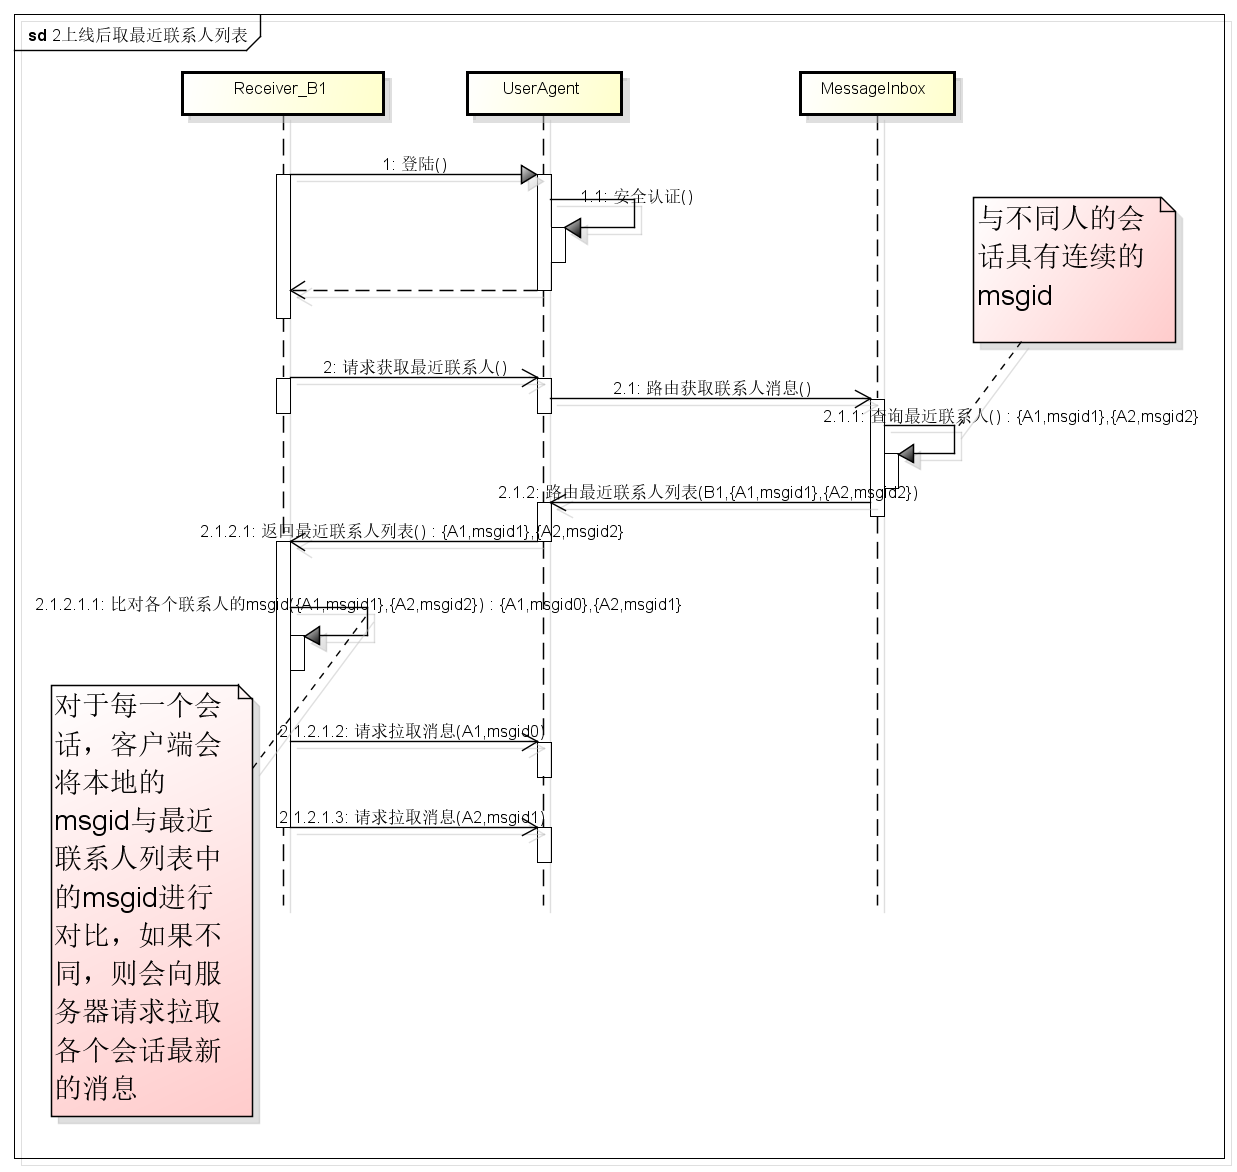 sd 2上线后取最近联系人列表
Receiver_B1
UserAgent
MessageInbox
1: 登陆()
1.1: 安全认证()
与不同人的会
话具有连续的
msgid
2: 请求获取最近联系人()
2.1: 路由获取联系人消息()
2.1.1: 查询最近联系人() : {A1,msgid1},{A2,msgid2}
2.1.2: 路由最近联系人列表(B1,{A1,msgid1},{A2,msgid2})
2.1.2.1: 返回最近联系人列表() : {A1,msgid1},{A2,msgid2}
2.1.2.1.1: 比对各个联系人的msgid({A1,msgid1},{A2,msgid2}) : {A1,msgid0},{A2,msgid1}
对于每一个会
话，客户端会
将本地的
msgid与最近
联系人列表中
的msgid进行
对比，如果不
同，则会向服
务器请求拉取
各个会话最新
的消息
2.1.2.1.2: 请求拉取消息(A1,msgid0)
2.1.2.1.3: 请求拉取消息(A2,msgid1)